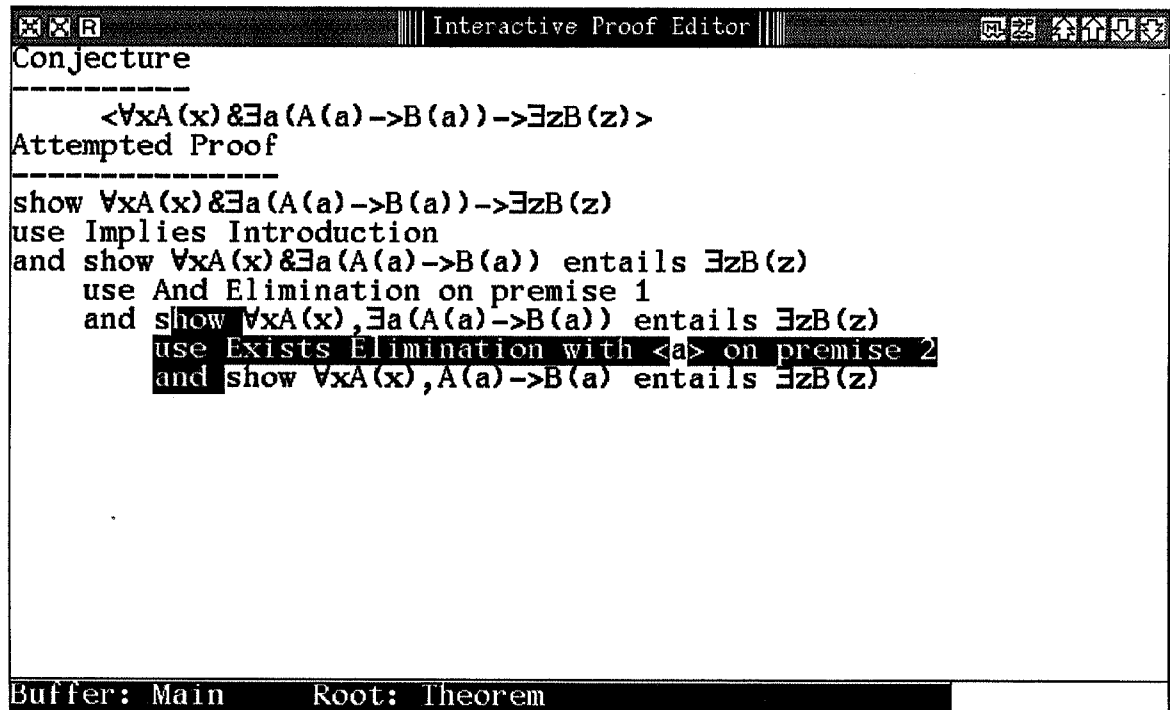 R Interactive Proof Editor
Conjecture
----------
<∀xA(x)&∃a(A(a)->B(a))->∃zB(z)>
Attempted Proof
---------------
show ∀xA(x)&∃a(A(a)->B(a))->∃zB(z)
use Implies Introduction
and show ∀xA(x)&∃a(A(a)->B(a)) entails ∃zB(z)
use And Elimination on premise 1
and show ∀xA(x),∃a(A(a)->B(a)) entails ∃zB(z)
use Exists Elimination with <a> on premise 2
and show ∀xA(x),A(a)->B(a) entails ∃zB(z)
Buffer: Main Root: Theorem